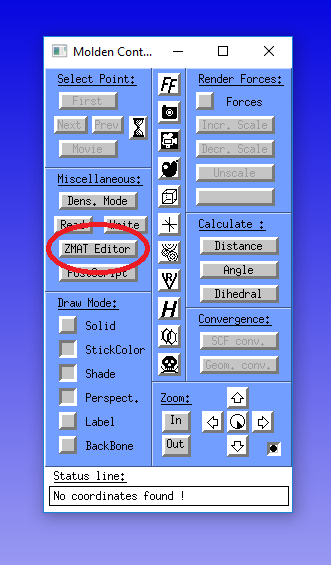 Molden Cont...
Select Point:
First
Next Prev
Movie
Miscellaneous:
Dens. Mode
Read Write
ZMAT Editor
PostScript
Draw Mode:
Solid
StickColor
Shade
Perspect.
Label
BackBone
FF
H
Render Forces:
Forces
Incr. Scale
Decr. Scale
Unscale
Calculate :
Distance
Angle
Dihedral
Convergence:
SCF conv.
Geom. conv.
Zoom:
In
Out
Status line:
No coordinates found !